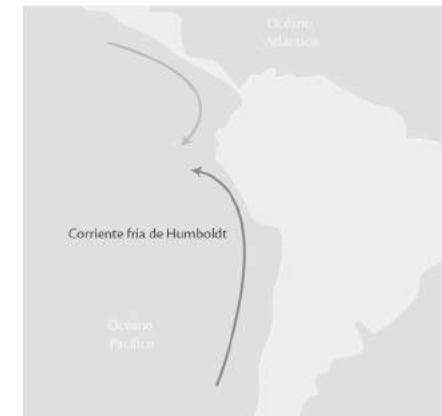 Océano
Atlántico
Corriente fría de Humboldt
Océano
Pacífico